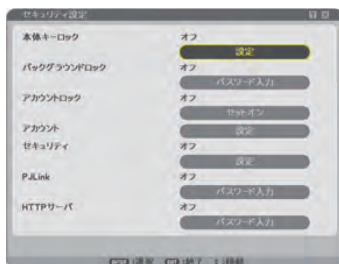 セキュリティ設定
本体キーロック オフ
設定
バックグラウンドロック オフ
パスワード入力
アカウントロック オフ
セットオン
アカウント 設定
セキュリティ オフ
設定
PJLink オフ
パスワード入力
HTTPサーバ オフ
パスワード入力
:選択 :終了 :移動